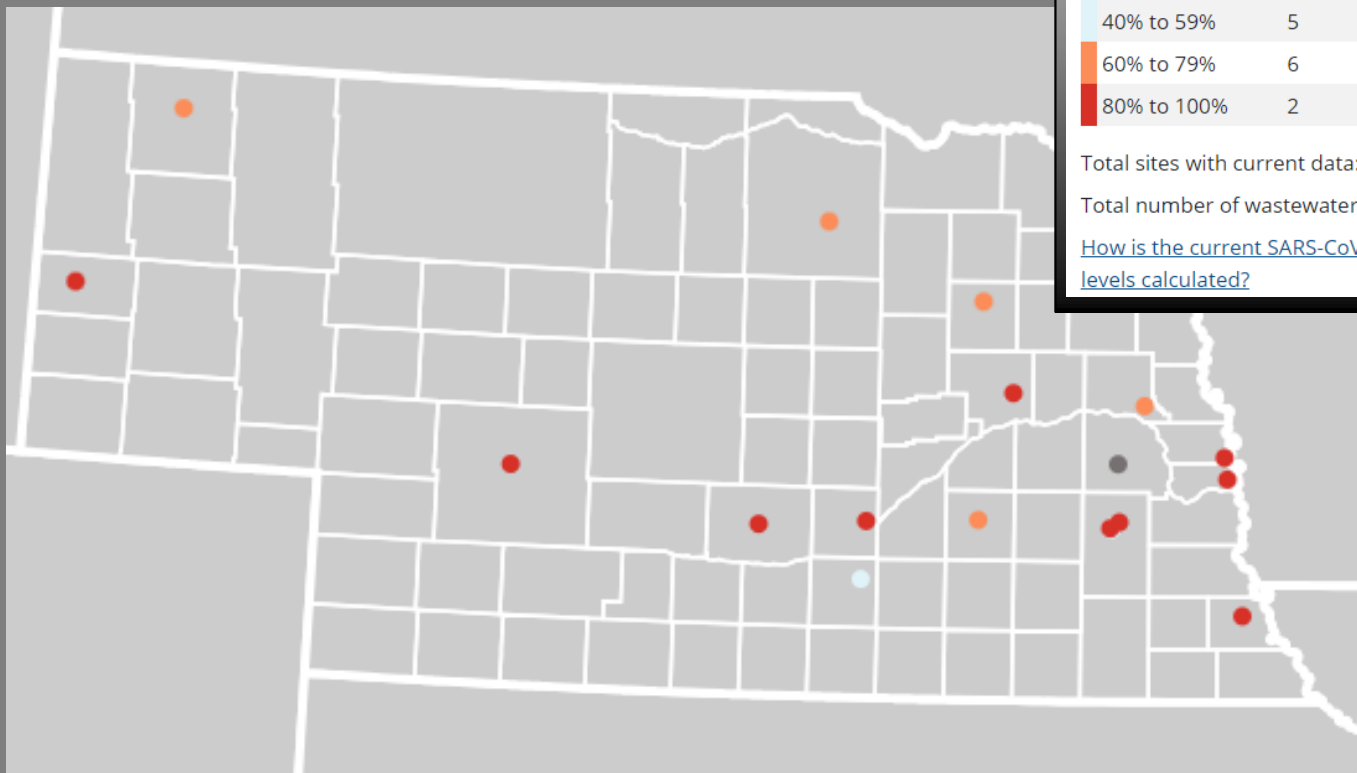 40% to 59% 5
60% to 79% 6
80% to 100% 2
Total sites with current data:
Total number of wastewater
How is the current SARS-CoV
levels calculated?